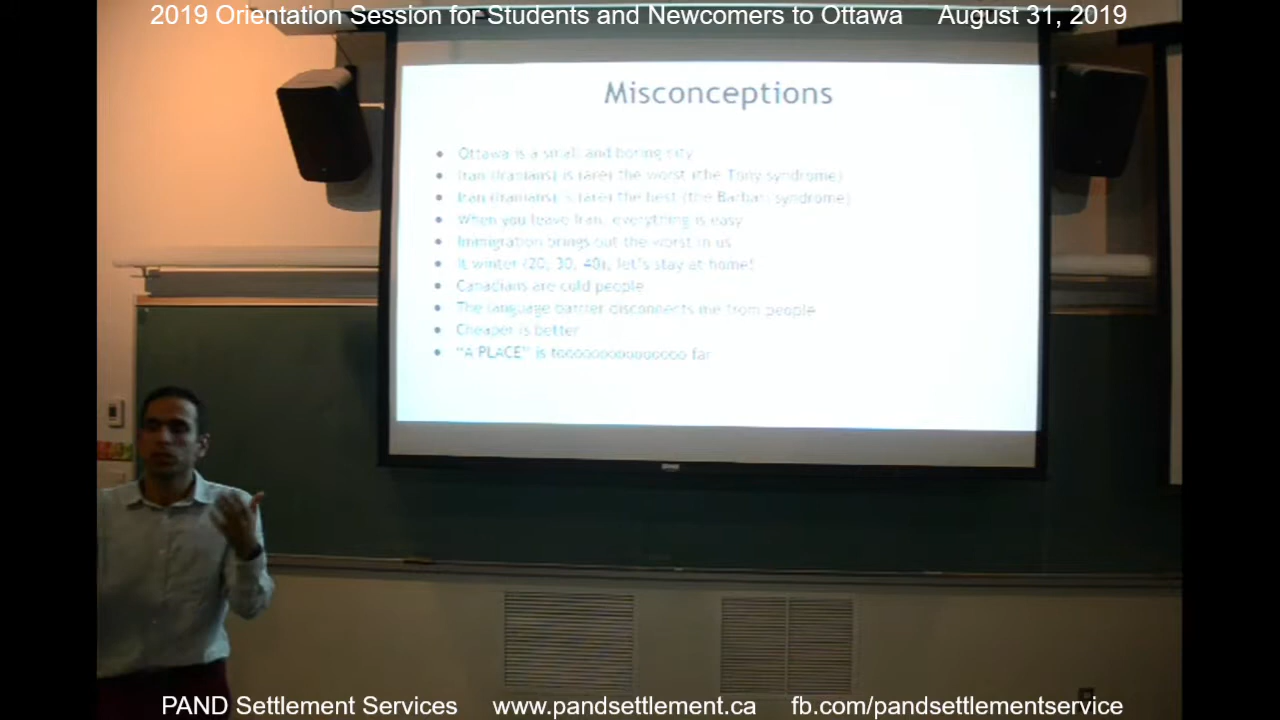 2019 Orientation Session for Students and Newcomers to Ottawa August 31, 2019
Misconceptions
• Ottawa is a small and boring city
• Iran (Iranians) is (are) the worst (the Tony syndrome)
• Iran (Iranians) is (are) the best (the Barbari syndrome)
• When you leave Iran, everything is easy
• Immigration brings out the worst in us
• It winter (20, 30, 40), let's stay at home!
• Canadians are cold people
• The language barrier disconnects me from people
• Cheaper is better
• "A PLACE" is toooooooooooooooo far
PAND Settlement Services www.pandsettlement.ca fb.com/pandsettlementservice